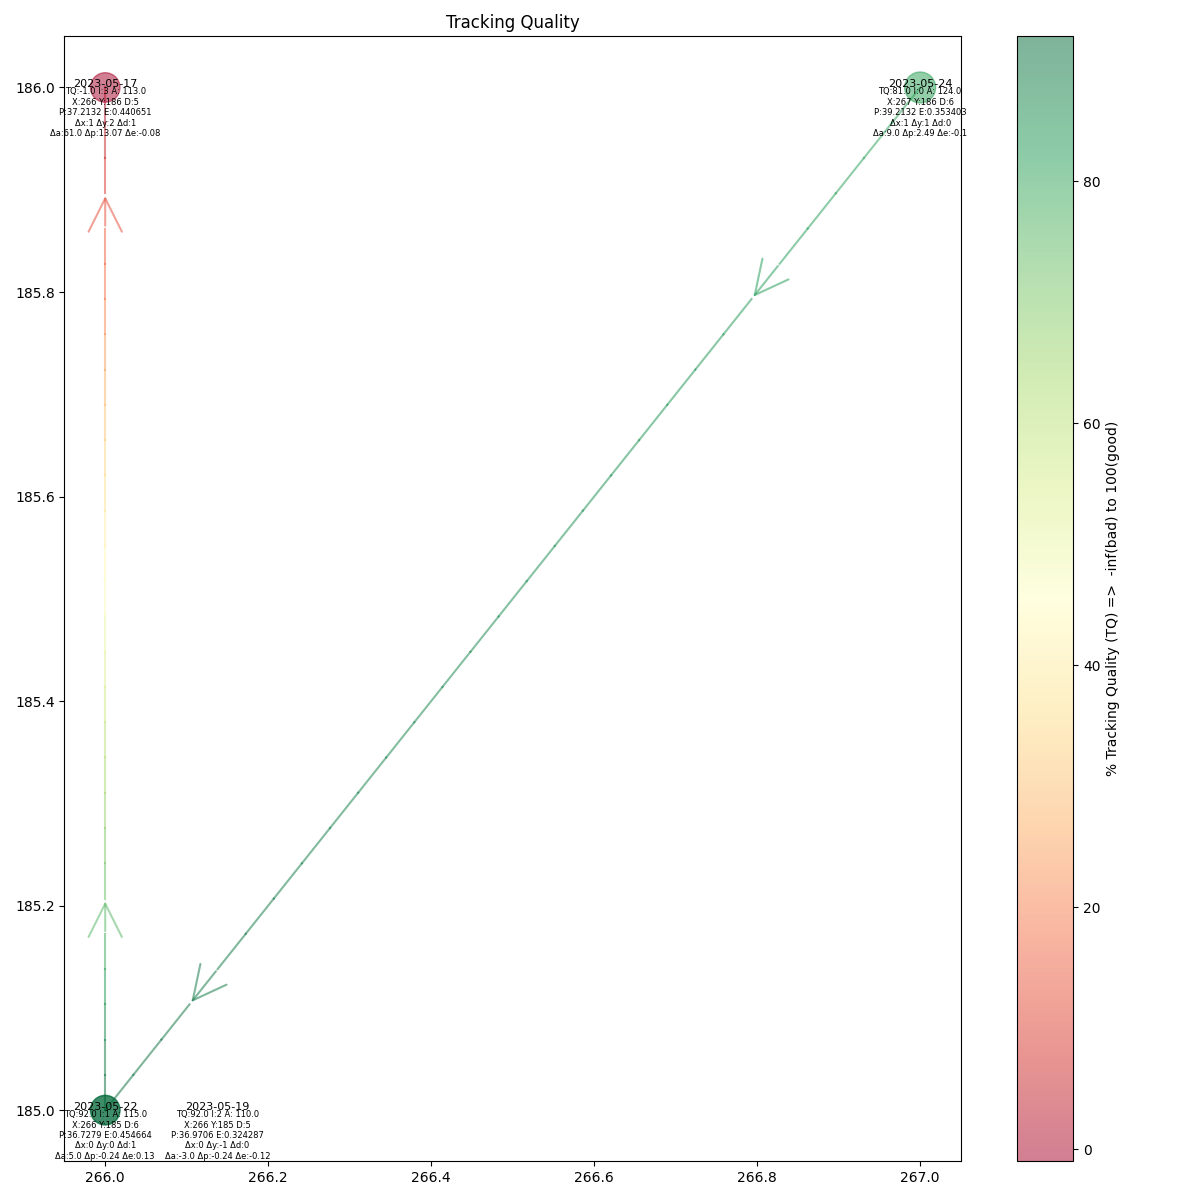 Tracking Quality
186.0
185.8
185.6
185.4
185.2
185.0
2023-05-17
TQ:-1.0 I:3 A: 113.0
X:266 Y:186 D:5
P:37.2132 E:0.440651
Δx:1 Δy:2 Δd:1
Δa:61.0 Δp:13.07 Δe:-0.08
2023-05-24
TQ:81.0 I:0 A: 124.0
X:267 Y:186 D:6
P:39.2132 E:0.353403
Δx:1 Δy:1 Δd:0
Δa:9.0 Δp:2.49 Δe:-0.1
2023-05-22
TQ:92.0 I:1 A: 115.0
X:266 Y:185 D:6
P:36.7279 E:0.454664
Δx:0 Δy:0 Δd:1
Δa:5.0 Δp:-0.24 Δe:0.13
2023-05-19
TQ:92.0 I:2 A: 110.0
X:266 Y:185 D:5
P:36.9706 E:0.324287
Δx:0 Δy:-1 Δd:0
Δa:-3.0 Δp:-0.24 Δe:-0.12
266.0 266.2 266.4 266.6 266.8 267.0
80
60
40
20
0
% Tracking Quality (TQ) => -inf(bad) to 100(good)